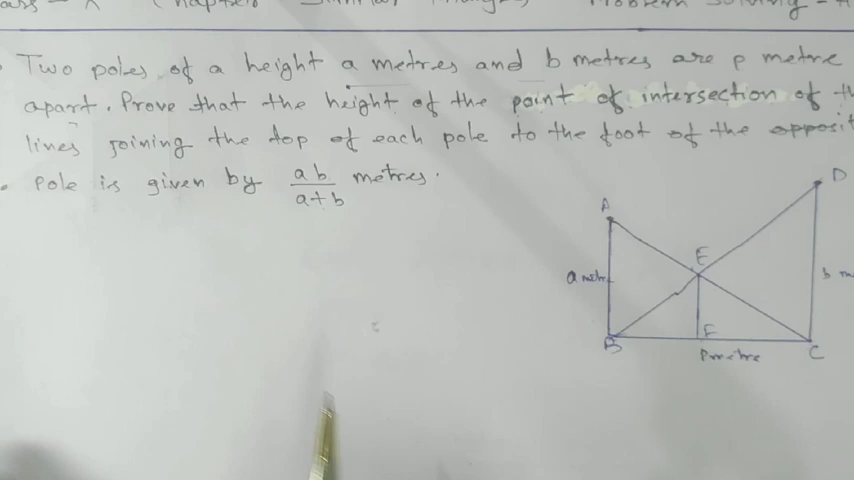 Two poles of a height a metres and b metres are p metre
apart. Prove that the height of the point of intersection of
lines joining the top of each pole to the foot of the
pole is given by ab/a+b metres.
D
A
E
a metr
b
B
F
C
P metre